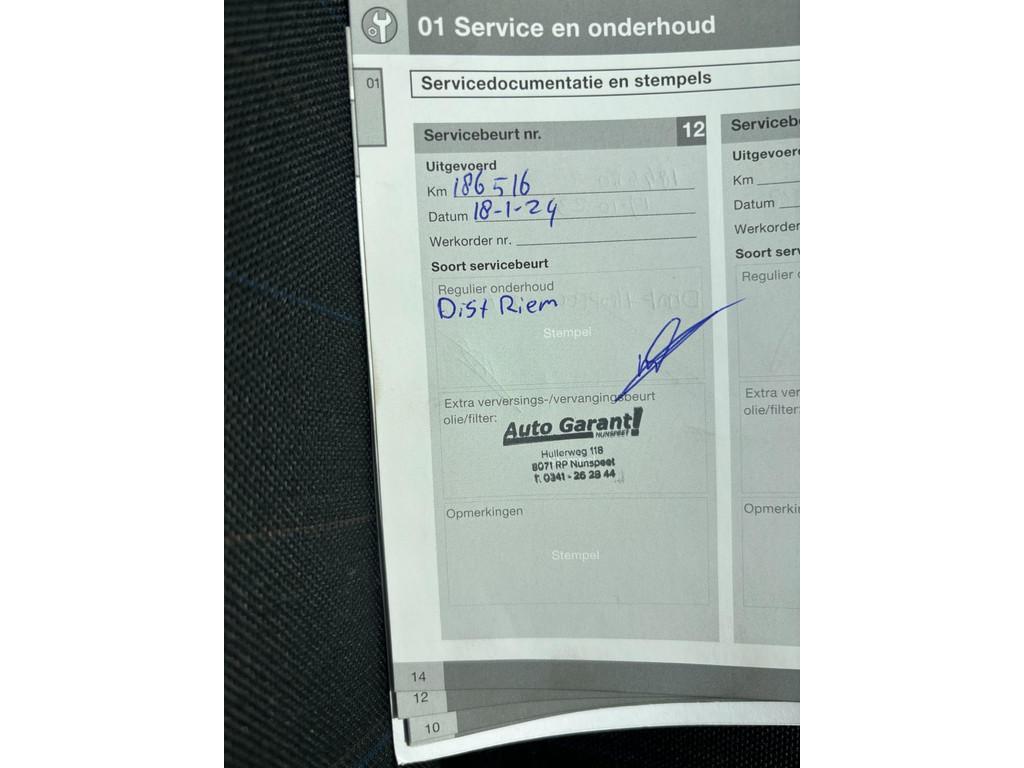 01 Service en onderhoud
01
Servicedocumentatie en stempels
Servicebeurt nr. 12
Uitgevoerd
Km 186516
Datum 18-1-24
Werkorder nr.
Soort servicebeurt
Regulier onderhoud
Dist Riem
Stempel
Extra verversings-/vervangingsbeurt
olie/filter:
Auto Garant!
NUNSPEET
Hullerweg 118
8071 RP Nunspeet
T. 0341 - 26 28 44
Opmerkingen
Stempel
Serviceb
Uitgevoer
Km
Datum
Werkorder
Soort serv
Regulier
Extra ver
olie/filter:
Opmerki
14
12
10